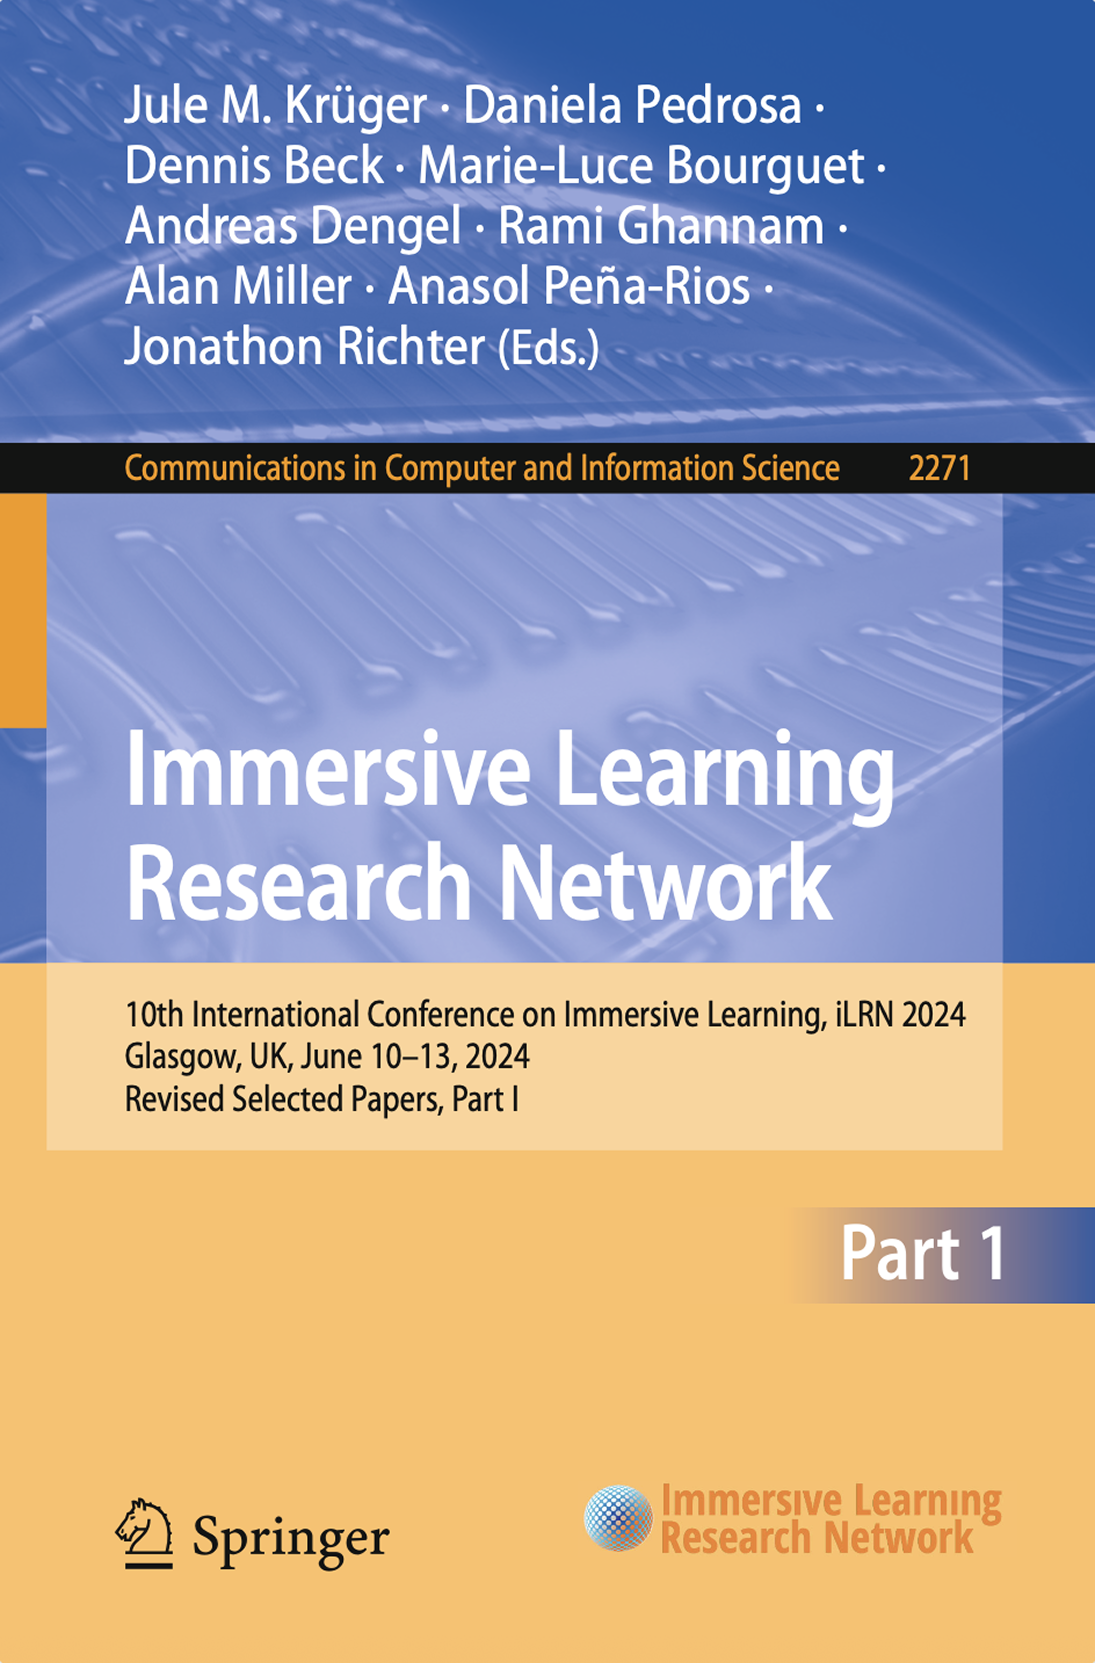 Jule M. Krüger · Daniela Pedrosa ·
Dennis Beck · Marie-Luce Bourguet ·
Andreas Dengel · Rami Ghannam ·
Alan Miller · Anasol Peña-Rios ·
Jonathon Richter (Eds.)
Communications in Computer and Information Science 2271
Immersive Learning
Research Network
10th International Conference on Immersive Learning, iLRN 2024
Glasgow, UK, June 10–13, 2024
Revised Selected Papers, Part I
Part 1
Springer
Immersive Learning
Research Network